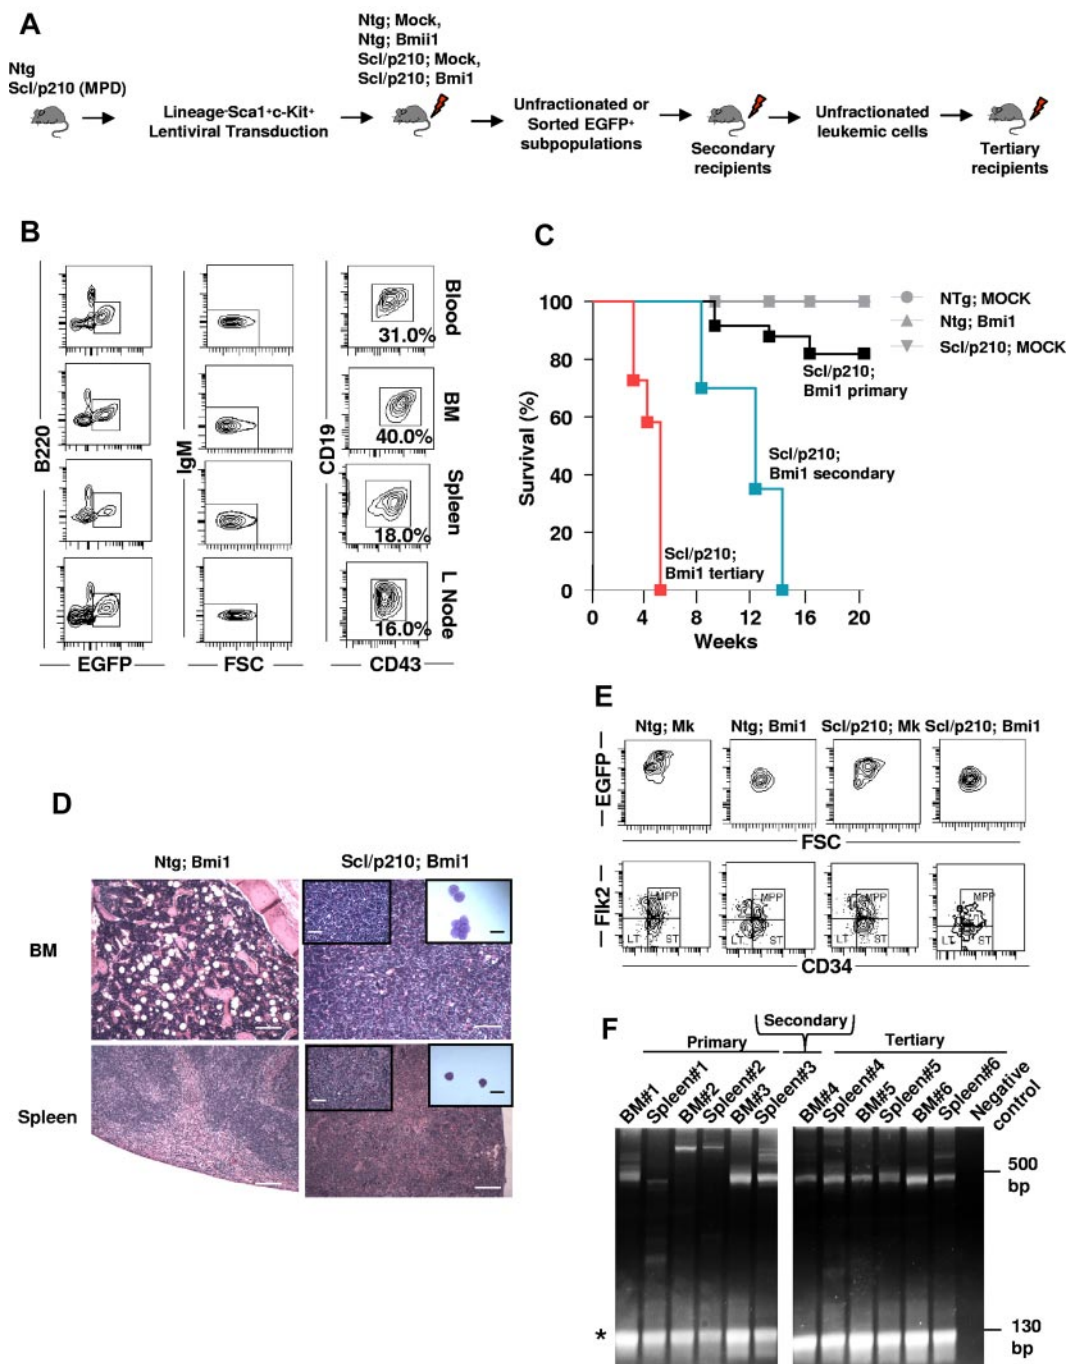 A
Ntg; Mock,
Ntg; Bmii1
Scl/p210; Mock,
Scl/p210; Bmi1
Ntg
Scl/p210 (MPD)
Lineage-Sca1+c-Kit+
Lentiviral Transduction
Unfractionated or
Sorted EGFP+
subpopulations
Secondary
recipients
Unfractionated
leukemic cells
Tertiary
recipients
B
B220
IgM
CD19
Blood
31.0%
BM
40.0%
Spleen
18.0%
L Node
16.0%
EGFP
FSC
CD43
C
Survival (%)
100
80
60
40
20
0
0
4
8
12
16
20
Weeks
NTg; MOCK
Ntg; Bmi1
Scl/p210; MOCK
Scl/p210;
Bmi1 primary
Scl/p210;
Bmi1 secondary
Scl/p210;
Bmi1 tertiary
D
Ntg; Bmi1
Scl/p210; Bmi1
BM
Spleen
E
Ntg; Mk
Ntg; Bmi1
Scl/p210; Mk
Scl/p210; Bmi1
EGFP
FSC
Flk2
MPP
LT
ST
MPP
LT
ST
MPP
LT
ST
MPP
LT
ST
CD34
F
Primary
Secondary
Tertiary
BM#1
Spleen#1
BM#2
Spleen#2
BM#3
Spleen#3
BM#4
Spleen#4
BM#5
Spleen#5
BM#6
Spleen#6
Negative
control
500
bp
130
bp
*